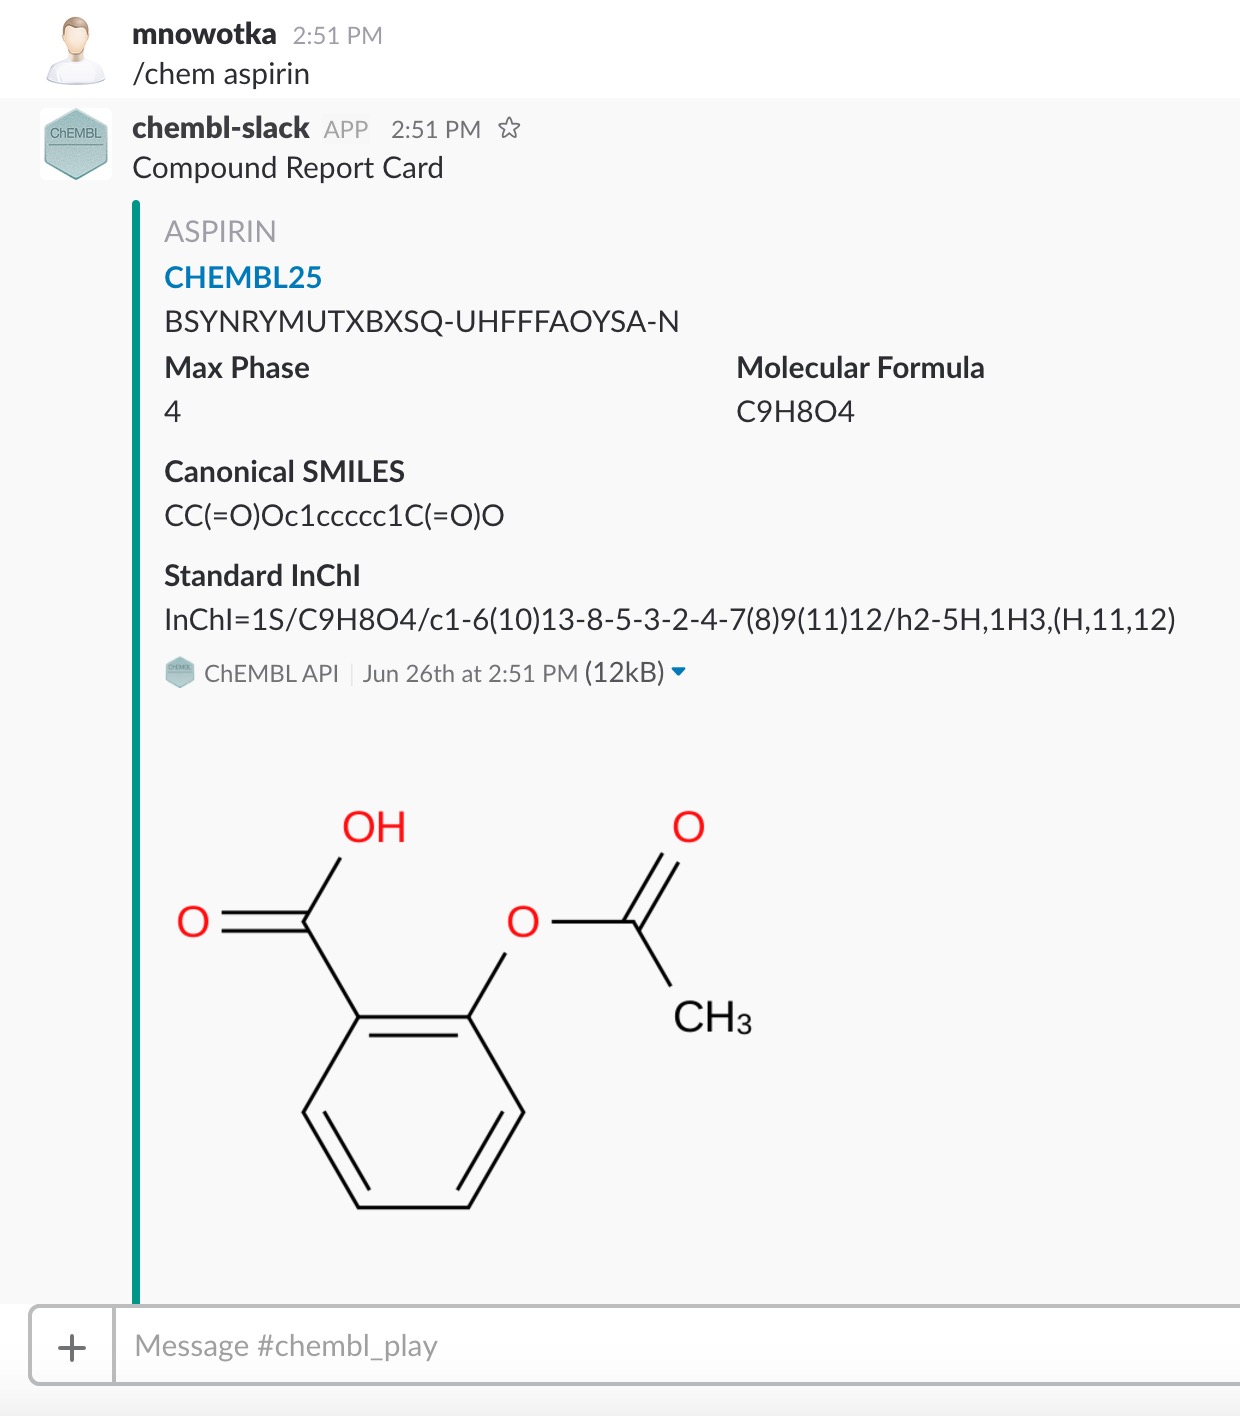 mnowotka 2:51 PM
/chem aspirin
ChEMBL
chembl-slack APP 2:51 PM
Compound Report Card
ASPIRIN
CHEMBL25
BSYNRYMUTXBXSQ-UHFFFAOYSA-N
Max Phase Molecular Formula
4 C9H8O4
Canonical SMILES
CC(=O)Oc1ccccc1C(=O)O
Standard InChI
InChI=1S/C9H8O4/c1-6(10)13-8-5-3-2-4-7(8)9(11)12/h2-5H,1H3,(H,11,12)
ChEMBL API | Jun 26th at 2:51 PM (12kB)
OH O
O O
CH3
+ Message #chembl_play